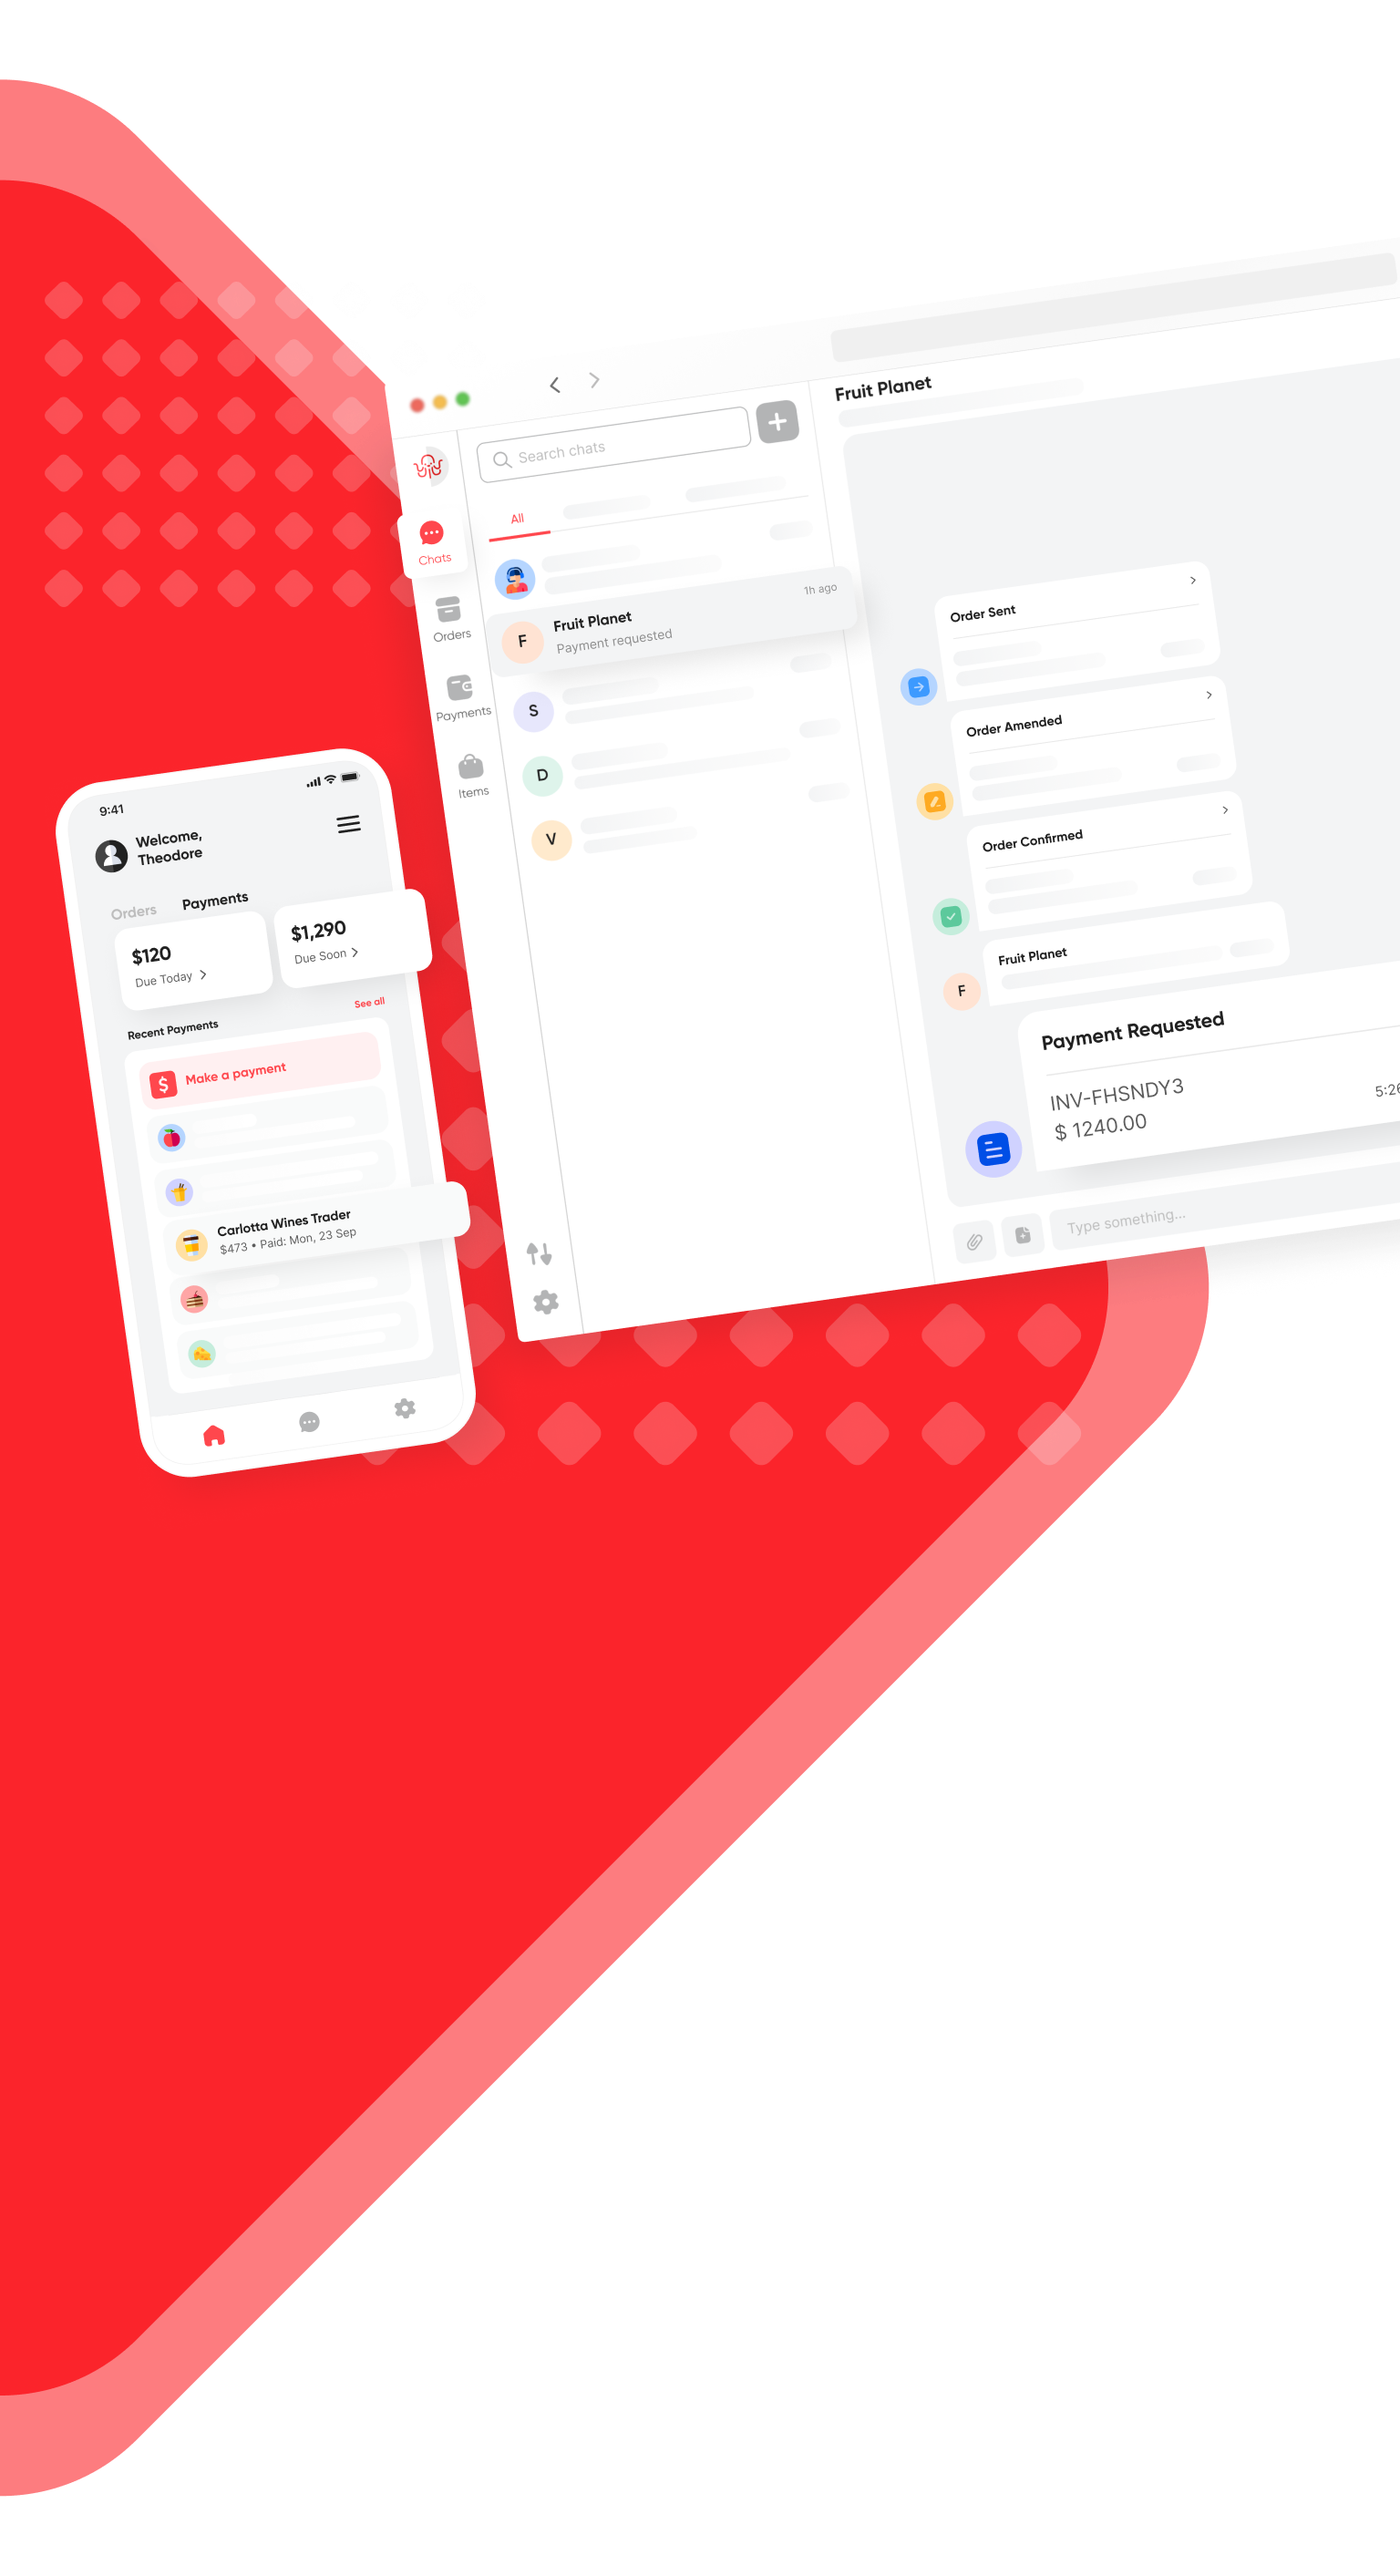 Search chats
All
Chats
Orders
Payments
Items
1h ago
F
Fruit Planet
Payment requested
S
D
V
Fruit Planet
Order Sent
Order Amended
Order Confirmed
F
Fruit Planet
Payment Requested
INV-FHSNDY3
$ 1240.00
Type something...
9:41
Welcome,
Theodore
Orders
Payments
$120
Due Today
$1,290
Due Soon
Recent Payments
See all
$
Make a payment
Carlotta Wines Trader
$473 • Paid: Mon, 23 Sep